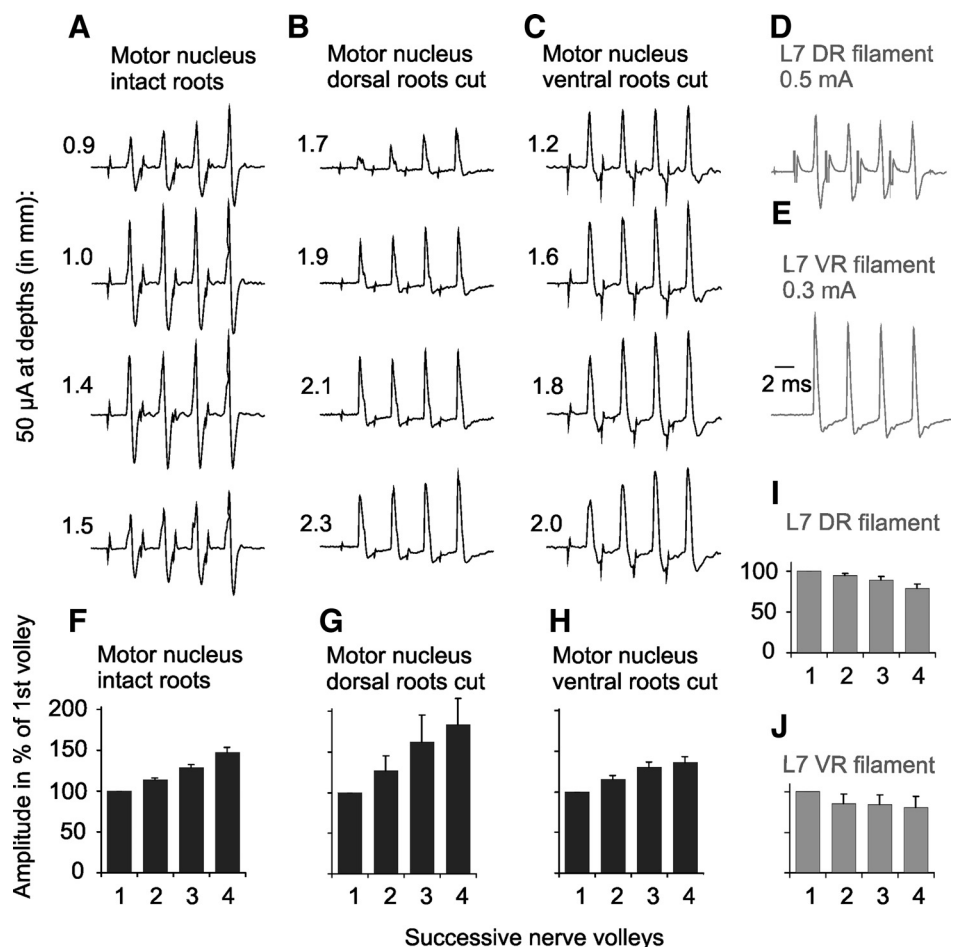 A
Motor nucleus
intact roots
B
Motor nucleus
dorsal roots cut
C
Motor nucleus
ventral roots cut
D
L7 DR filament
0.5 mA
50 µA at depths (in mm):
0.9
1.0
1.4
1.5
1.7
1.9
2.1
2.3
1.2
1.6
1.8
2.0
E
L7 VR filament
0.3 mA
2 ms
F
Motor nucleus
intact roots
Amplitude in % of 1st volley
200
150
100
50
0
1 2 3 4
G
Motor nucleus
dorsal roots cut
1 2 3 4
H
Motor nucleus
ventral roots cut
1 2 3 4
I
L7 DR filament
100
50
0
1 2 3 4
J
L7 VR filament
1 2 3 4
Successive nerve volleys